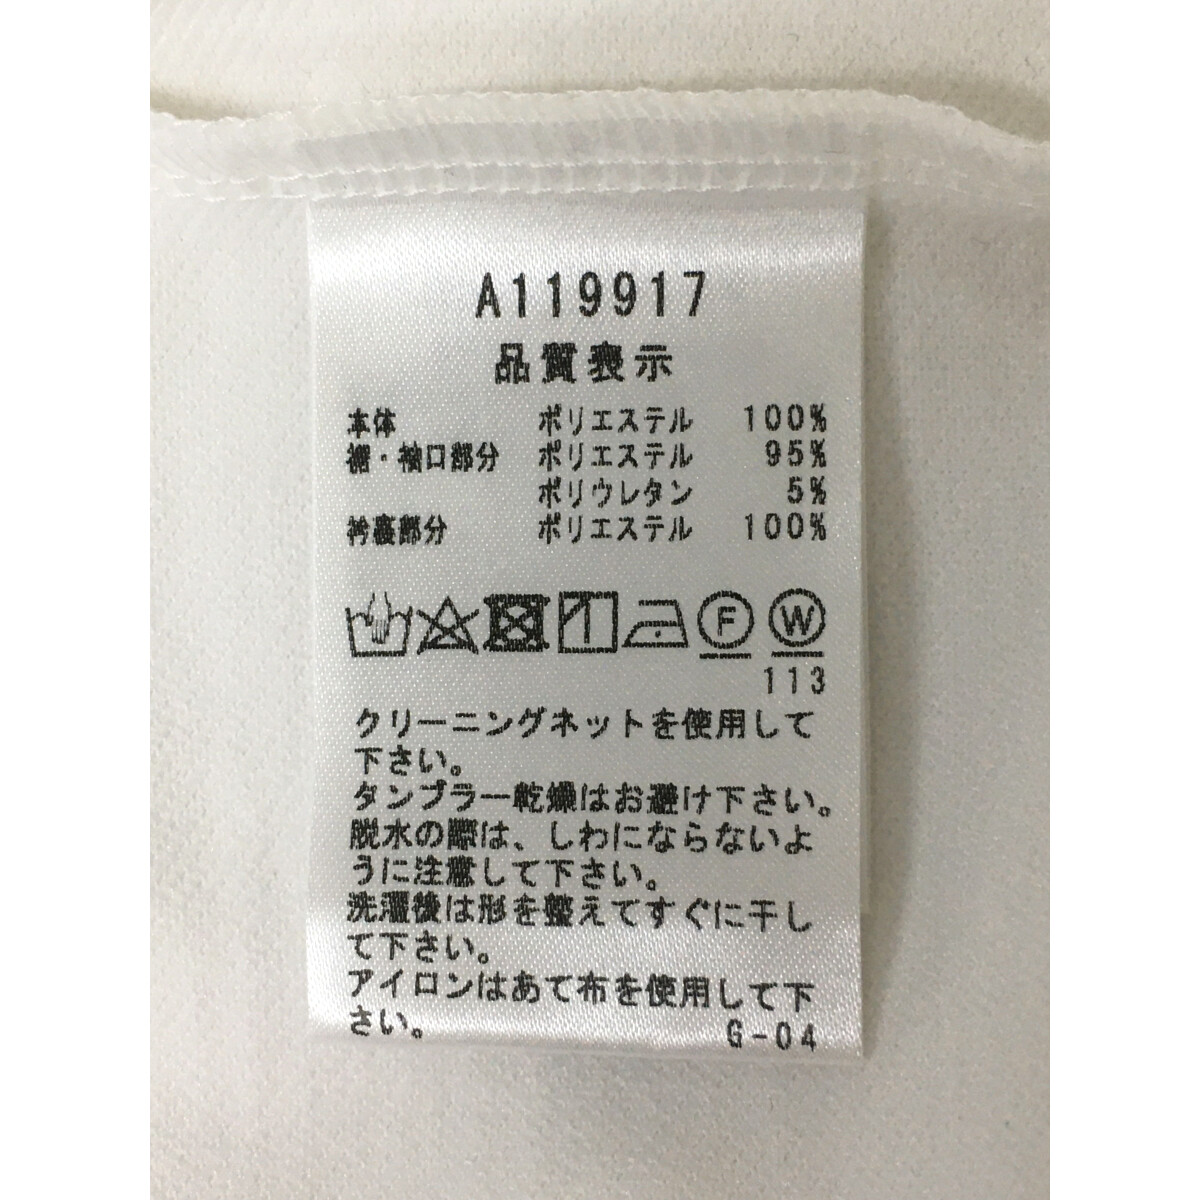 A119917
品質表示
本体 ポリエステル 100%
裾・袖口部分 ポリエステル 95%
ポリウレタン 5%
衿裏部分 ポリエステル 100%
F W
113
クリーニングネットを使用して
下さい。
タンブラー乾燥はお避け下さい。
脱水の際は、しわにならないよ
うに注意して下さい。
洗濯後は形を整えてすぐに干し
て下さい。
アイロンはあて布を使用して下
さい。 G-04